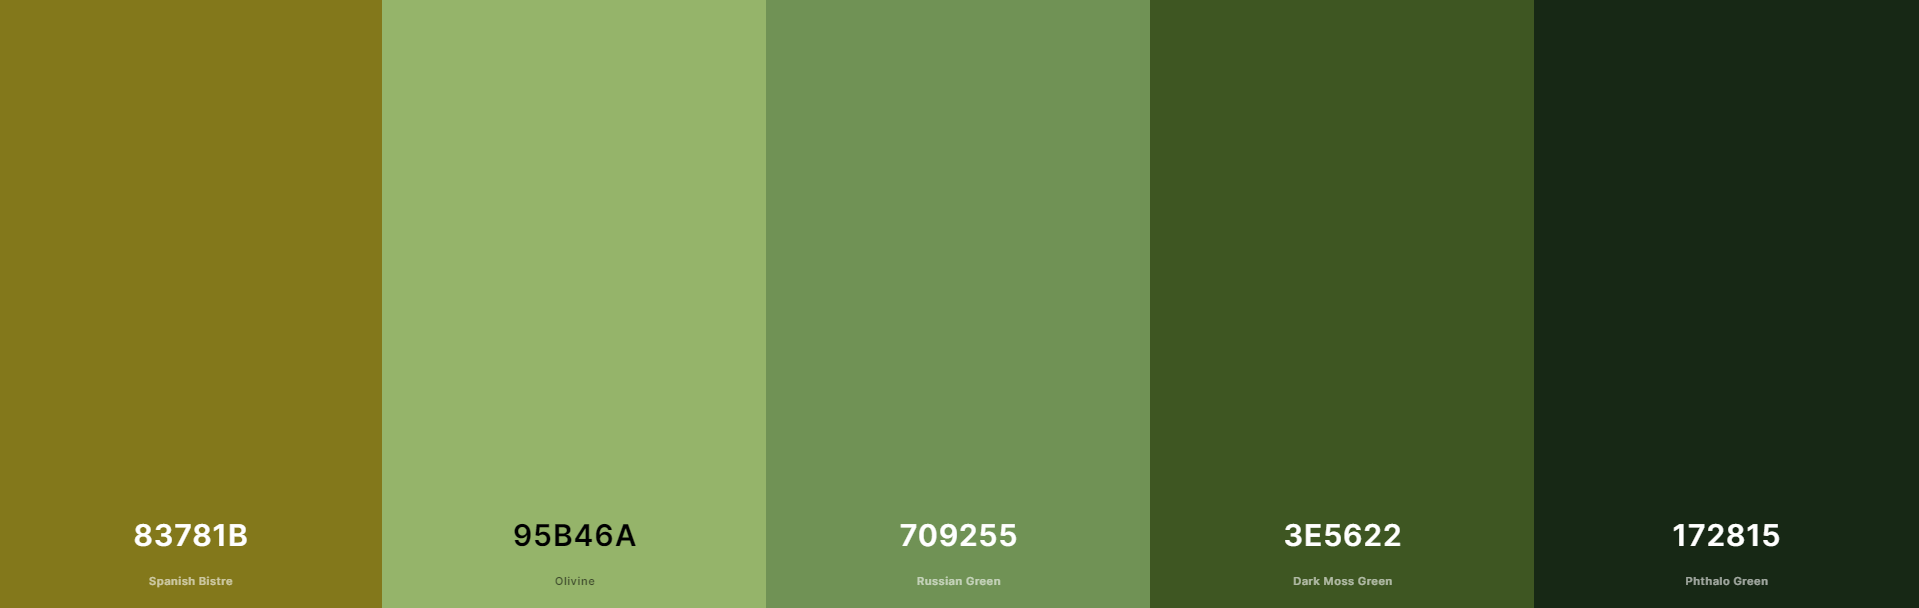 83781B
Spanish Bistre
95B46A
Olivine
709255
Russian Green
3E5622
Dark Moss Green
172815
Phthalo Green